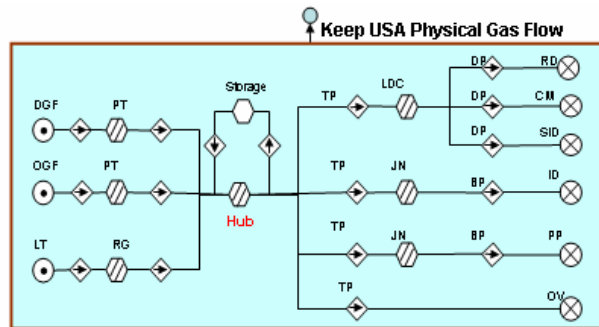 Keep USA Physical Gas Flow
DP RD
Storage TP LDC
DGF PT DP CM
DP SID
OGF PT TP JN BP ID
Hub
LT RG TP JN BP PP
TP OV